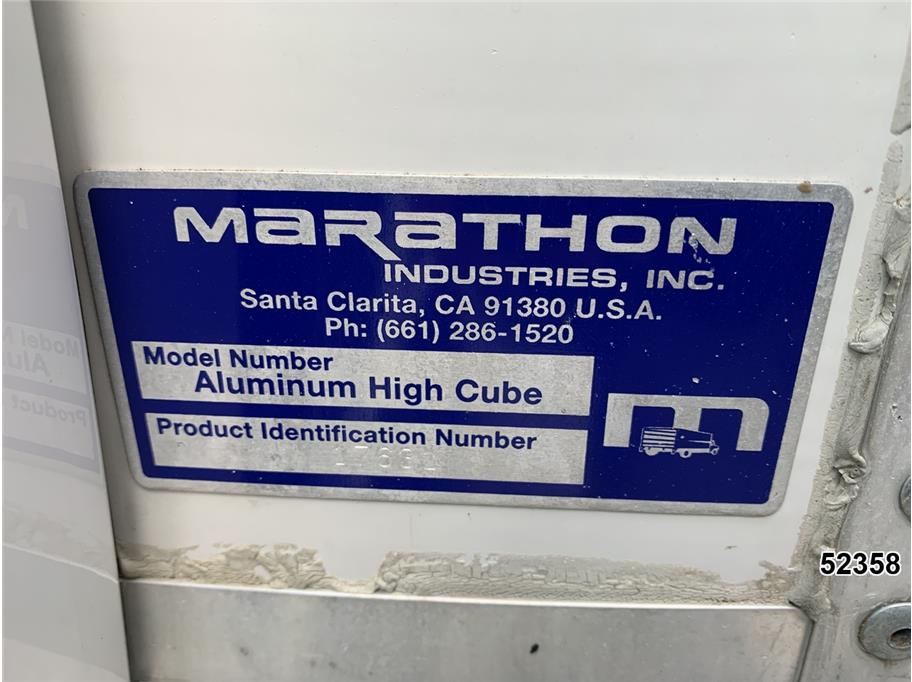 MaRaTHON
INDUSTRIES, INC.
Santa Clarita, CA 91380 U.S.A.
Ph: (661) 286-1520
Model Number
Aluminum High Cube
Product Identification Number
m
52358